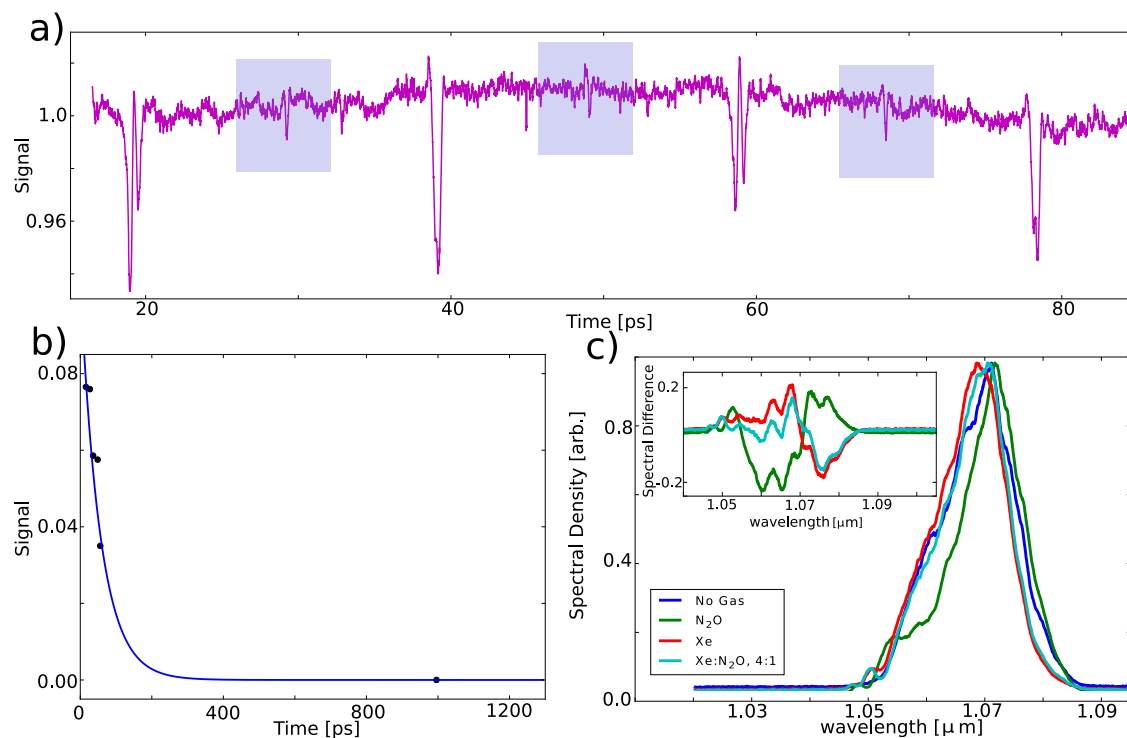 a)
Signal
1.0
0.96
20
40
60
80
Time [ps]
b)
Signal
0.08
0.04
0.00
0
400
800
1200
Time [ps]
c)
Spectral Density [arb.]
0.8
0.4
0.0
1.03
1.05
1.07
1.09
wavelength [μm]
Spectral Difference
0.2
-0.2
1.05
1.07
1.09
wavelength [μm]
No Gas
N₂O
Xe
Xe:N₂O, 4:1